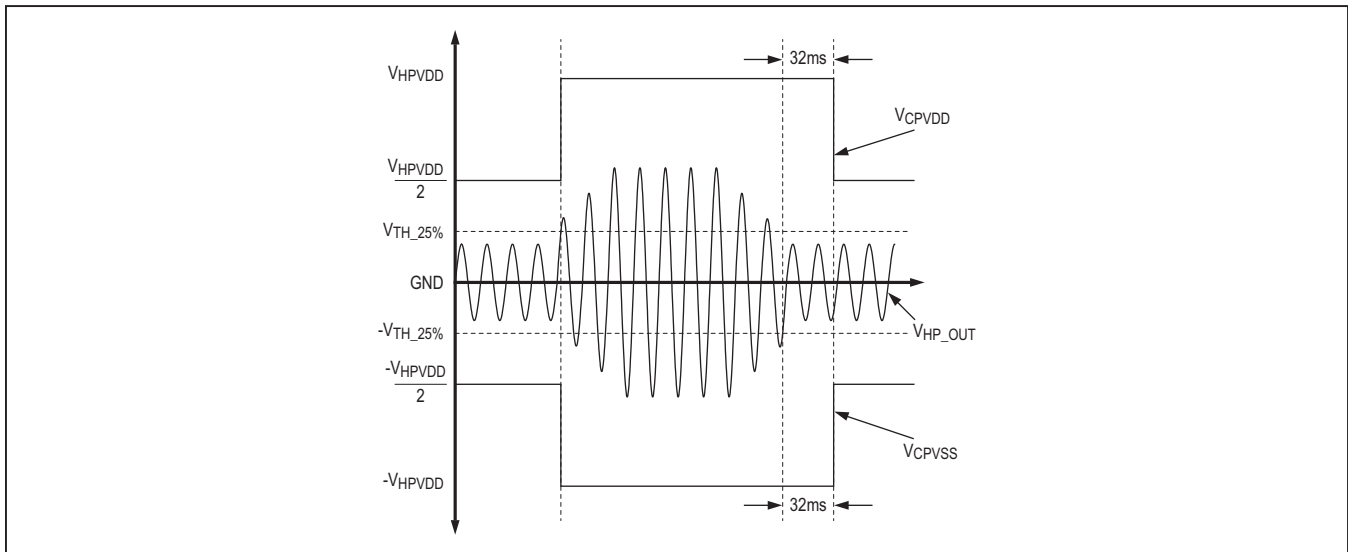 32ms
VHPVDD
VCPVDD
VHPVDD
2
VTH_25%
GND
-VTH_25%
VHP_OUT
-VHPVDD
2
VCPVSS
-VHPVDD
32ms